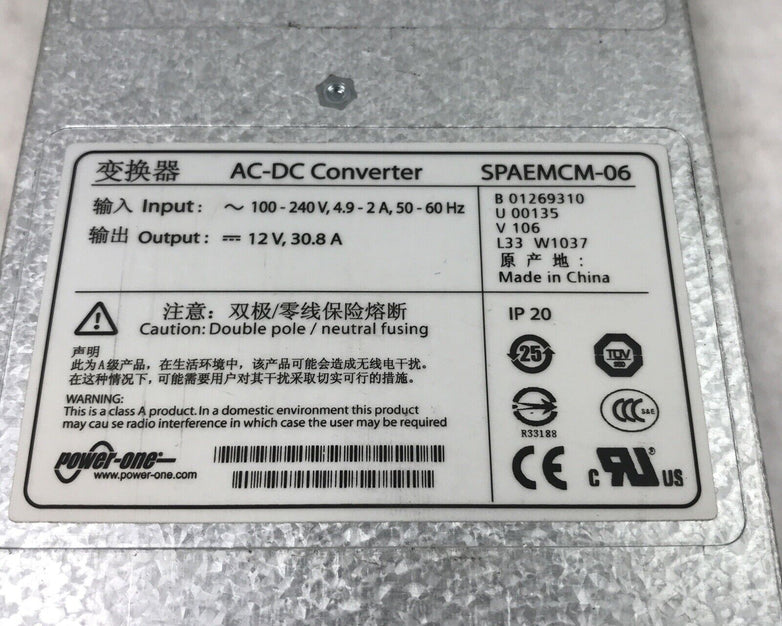 变换器 AC-DC Converter SPAEMCM-06
输入 Input: ～ 100 - 240 V, 4.9 - 2 A, 50 - 60 Hz
输出 Output: ⎓ 12 V, 30.8 A
B 01269310
U 00135
V 106
L33 W1037
原产地:
Made in China
注意: 双极/零线保险熔断
Caution: Double pole / neutral fusing
声明
此为A级产品，在生活环境中，该产品可能会造成无线电干扰。
在这种情况下，可能需要用户对其干扰采取切实可行的措施。
WARNING:
This is a class A product. In a domestic environment this product
may cau se radio interference in which case the user may be required
power-one
www.power-one.com
IP 20
25
TÜV
R33188
CCC S&E
CE
c RU ® US